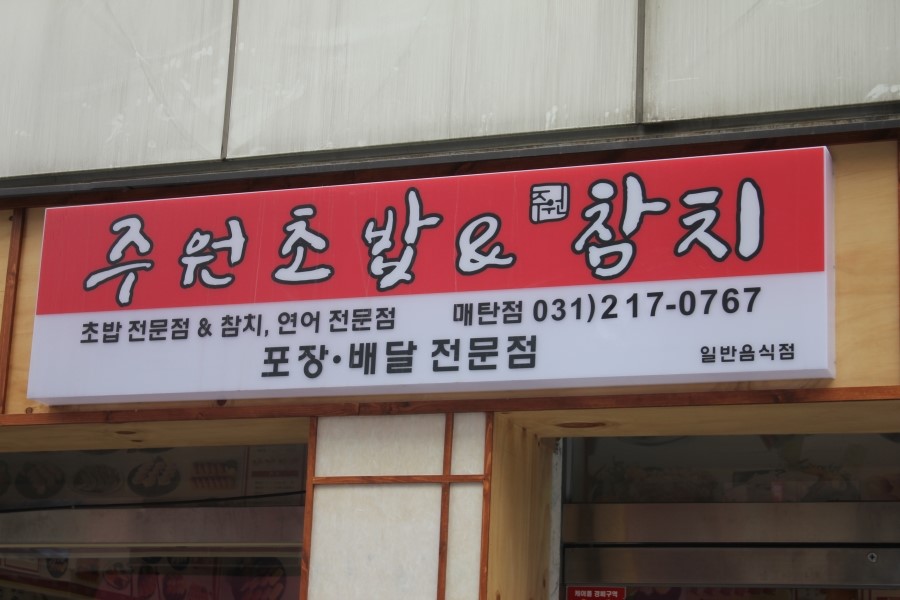 주원초밥 & 주원 참치
초밥 전문점 & 참치, 연어 전문점 매탄점 031)217-0767
포장·배달 전문점 일반음식점